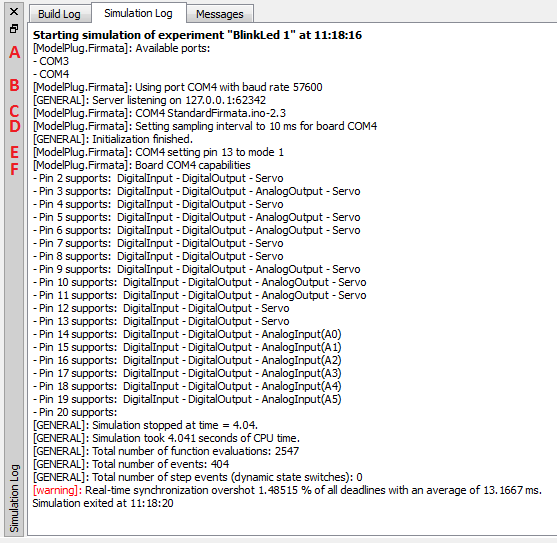 Build Log
Simulation Log
Messages
Starting simulation of experiment "BlinkLed 1" at 11:18:16
A
[ModelPlug.Firmata]: Available ports:
- COM3
- COM4
B
[ModelPlug.Firmata]: Using port COM4 with baud rate 57600
[GENERAL]: Server listening on 127.0.0.1:62342
C
[ModelPlug.Firmata]: COM4 StandardFirmata.ino-2.3
D
[ModelPlug.Firmata]: Setting sampling interval to 10 ms for board COM4
[GENERAL]: Initialization finished.
E
[ModelPlug.Firmata]: COM4 setting pin 13 to mode 1
F
[ModelPlug.Firmata]: Board COM4 capabilities
- Pin 2 supports: DigitalInput - DigitalOutput - Servo
- Pin 3 supports: DigitalInput - DigitalOutput - AnalogOutput - Servo
- Pin 4 supports: DigitalInput - DigitalOutput - Servo
- Pin 5 supports: DigitalInput - DigitalOutput - AnalogOutput - Servo
- Pin 6 supports: DigitalInput - DigitalOutput - AnalogOutput - Servo
- Pin 7 supports: DigitalInput - DigitalOutput - Servo
- Pin 8 supports: DigitalInput - DigitalOutput - Servo
- Pin 9 supports: DigitalInput - DigitalOutput - AnalogOutput - Servo
- Pin 10 supports: DigitalInput - DigitalOutput - AnalogOutput - Servo
- Pin 11 supports: DigitalInput - DigitalOutput - AnalogOutput - Servo
- Pin 12 supports: DigitalInput - DigitalOutput - Servo
- Pin 13 supports: DigitalInput - DigitalOutput - Servo
- Pin 14 supports: DigitalInput - DigitalOutput - AnalogInput(A0)
- Pin 15 supports: DigitalInput - DigitalOutput - AnalogInput(A1)
- Pin 16 supports: DigitalInput - DigitalOutput - AnalogInput(A2)
- Pin 17 supports: DigitalInput - DigitalOutput - AnalogInput(A3)
- Pin 18 supports: DigitalInput - DigitalOutput - AnalogInput(A4)
- Pin 19 supports: DigitalInput - DigitalOutput - AnalogInput(A5)
- Pin 20 supports:
[GENERAL]: Simulation stopped at time = 4.04.
[GENERAL]: Simulation took 4.041 seconds of CPU time.
[GENERAL]: Total number of function evaluations: 2547
[GENERAL]: Total number of events: 404
[GENERAL]: Total number of step events (dynamic state switches): 0
[warning]: Real-time synchronization overshot 1.48515 % of all deadlines with an average of 13.1667 ms.
Simulation exited at 11:18:20
Simulation Log